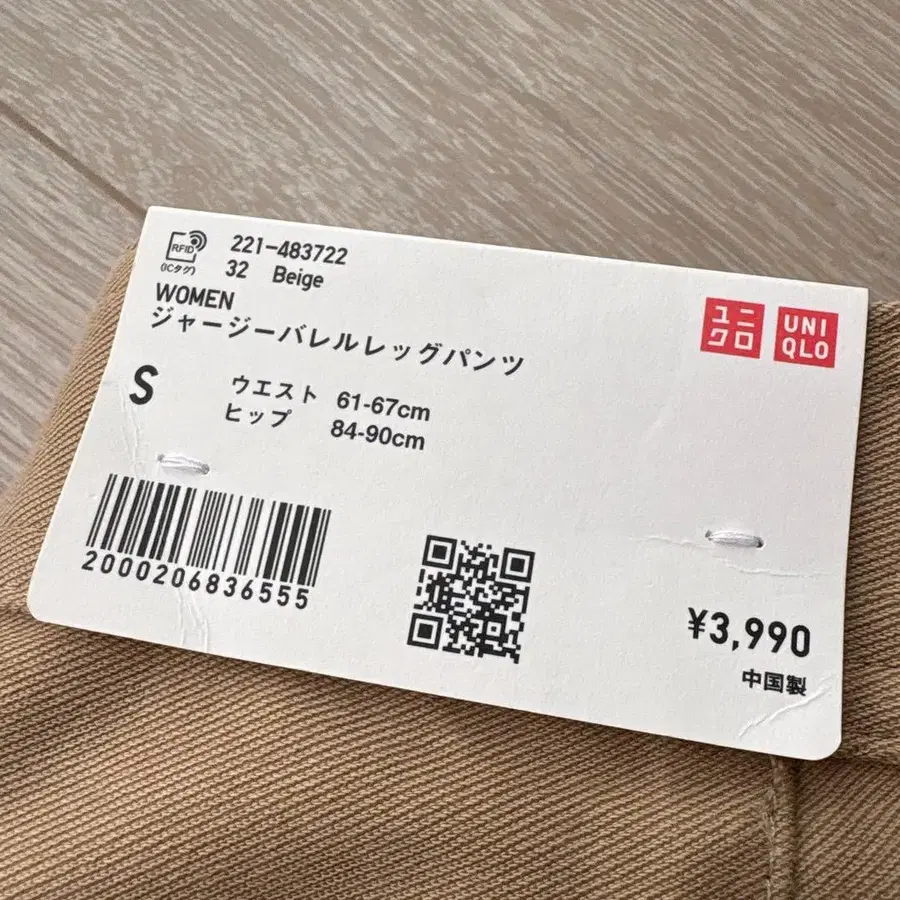 RFID
(ICタグ)
221-483722
32 Beige
WOMEN
ジャージーバレルレッグパンツ
S
ウエスト 61-67cm
ヒップ 84-90cm
2000206836555
ユニ
クロ
UNI
QLO
¥3,990
中国製